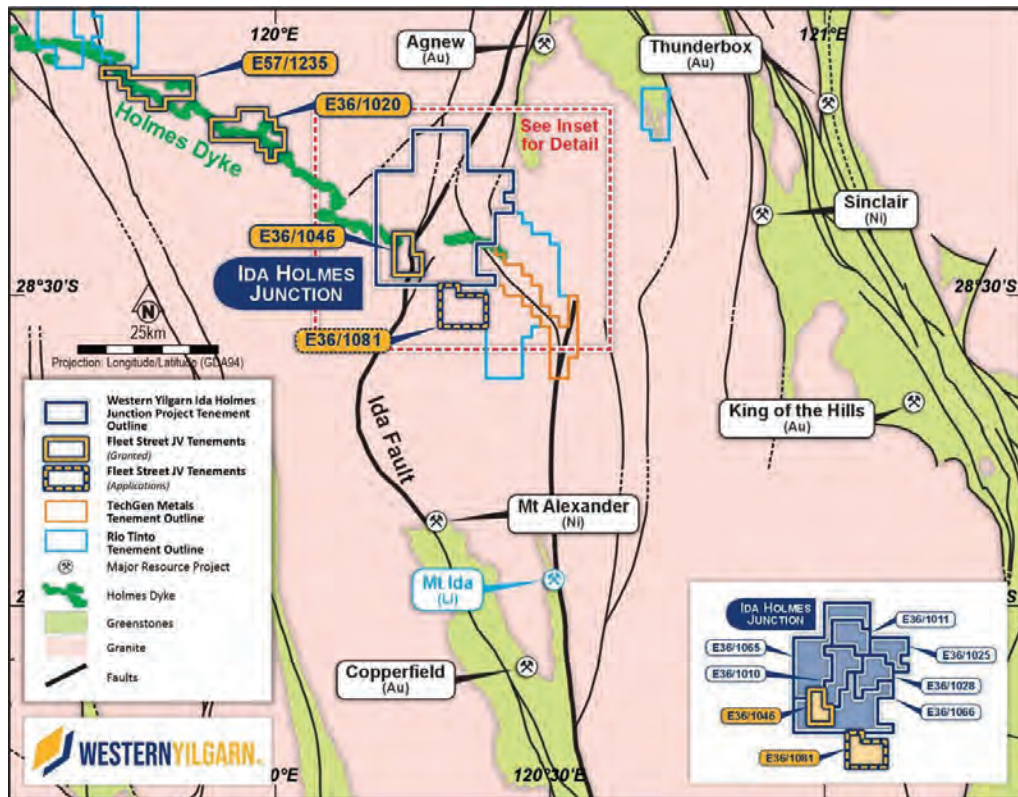 120°E
121°E
Agnew
(Au)
Thunderbox
(Au)
E57/1235
E36/1020
Holmes Dyke
See Inset
for Detail
Sinclair
(Ni)
E36/1046
IDA HOLMES
JUNCTION
28°30'S
28°30'S
N
25km
E36/1081
Projection: Longitude/Latitude (GDA94)
King of the Hills
(Au)
Ida Fault
Western Yilgarn Ida Holmes
Junction Project Tenement
Outline
Fleet Street JV Tenements
(Granted)
Fleet Street JV Tenements
(Applications)
TechGen Metals
Tenement Outline
Rio Tinto
Tenement Outline
Major Resource Project
Holmes Dyke
Greenstones
Granite
Faults
Mt Alexander
(Ni)
Mt Ida
(Li)
Copperfield
(Au)
IDA HOLMES
JUNCTION
E36/1011
E36/1065
E36/1025
E36/1010
E36/1028
E36/1046
E36/1066
E36/1081
WESTERNYILGARN
120°30'E